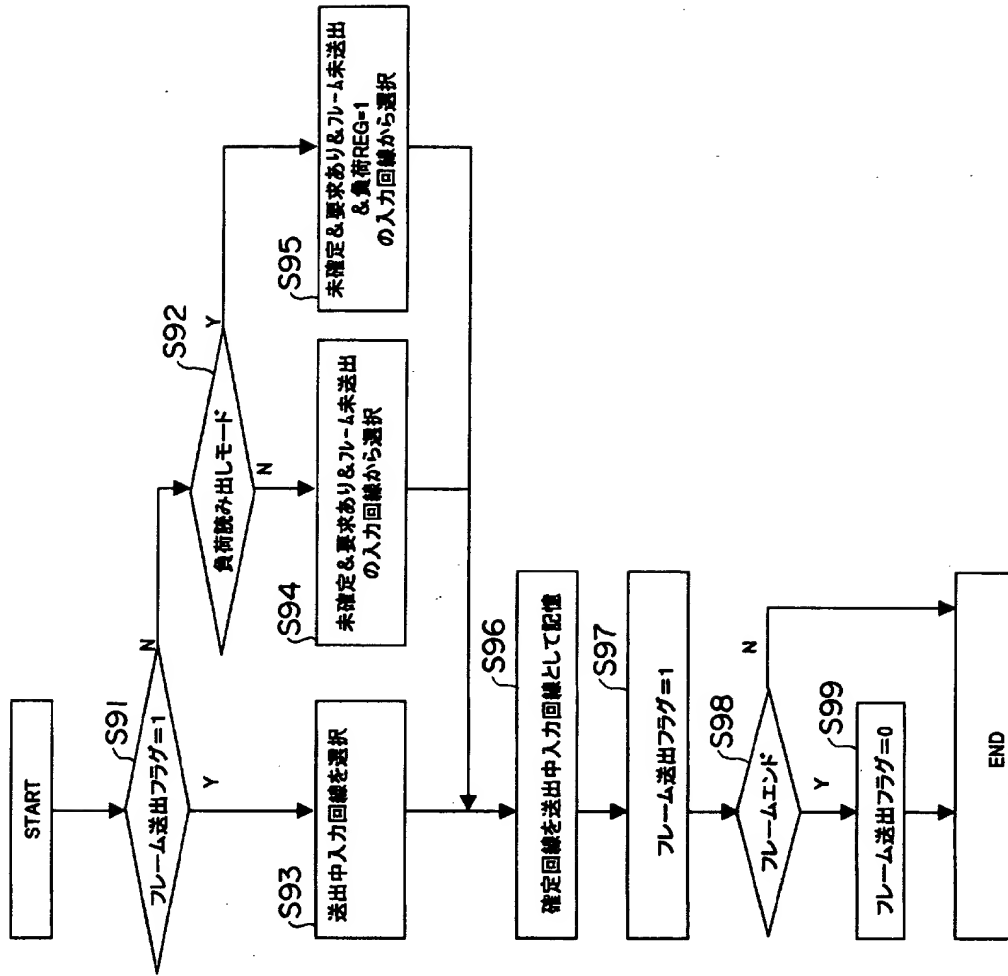 START
S91
フレーム送出フラグ=1
N
Y
S92
負荷読み出しモード
Y
N
S93
送出中入力回線を選択
S94
未確定&要求あり&フレーム未送出
の入力回線から選択
S95
未確定&要求あり&フレーム未送出
&負荷REG=1
の入力回線から選択
S96
確定回線を送出中入力回線として記憶
S97
フレーム送出フラグ=1
S98
フレームエンド
N
Y
S99
フレーム送出フラグ=0
END